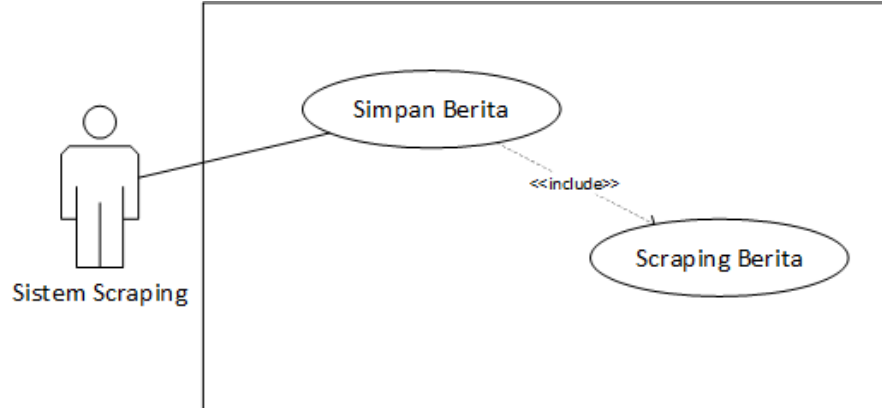 Simpan Berita
<<include>>
Scraping Berita
Sistem Scraping